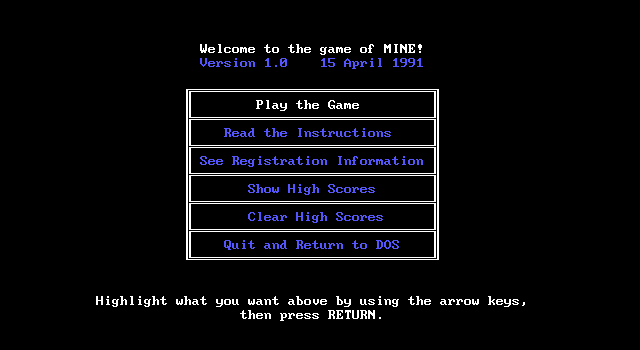 Welcome to the game of MINE!
Version 1.0    15 April 1991
Play the Game
Read the Instructions
See Registration Information
Show High Scores
Clear High Scores
Quit and Return to DOS
Highlight what you want above by using the arrow keys,
then press RETURN.